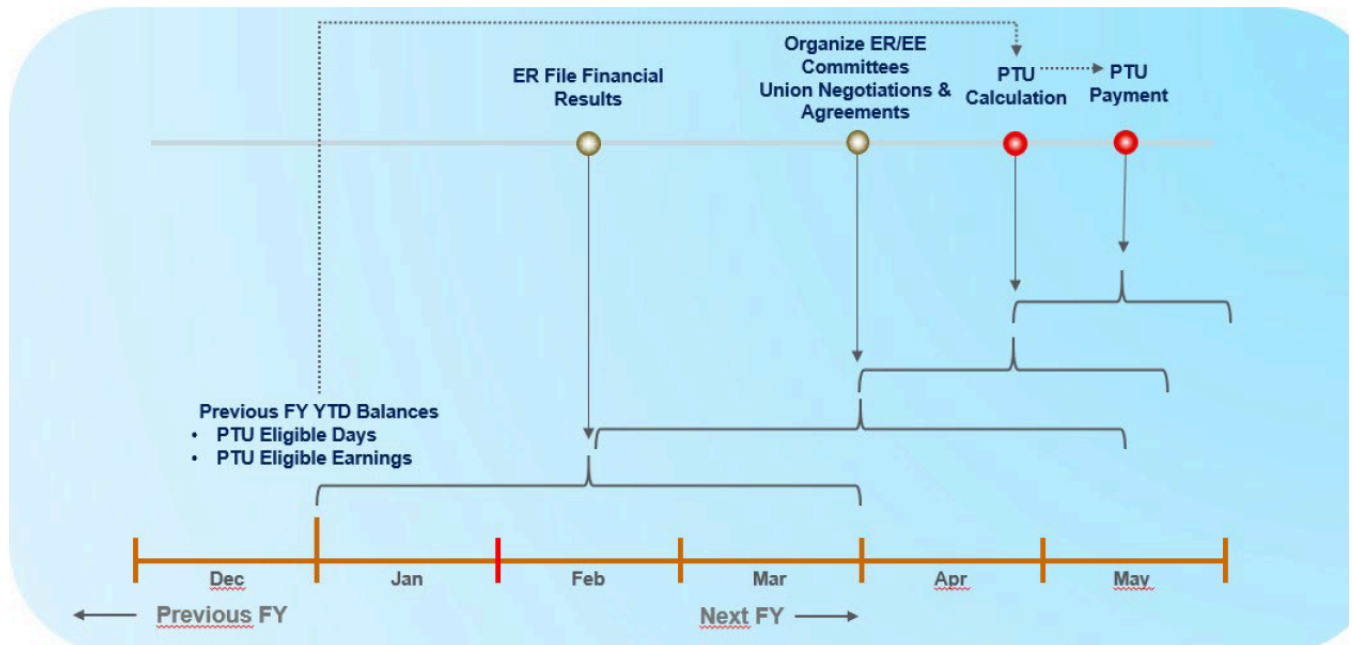 ER File Financial
Results
Organize ER/EE
Committees
Union Negotiations &
Agreements
PTU
Calculation
PTU
Payment
Previous FY YTD Balances
• PTU Eligible Days
• PTU Eligible Earnings
Dec
Jan
Feb
Mar
Apr
May
Previous FY
Next FY